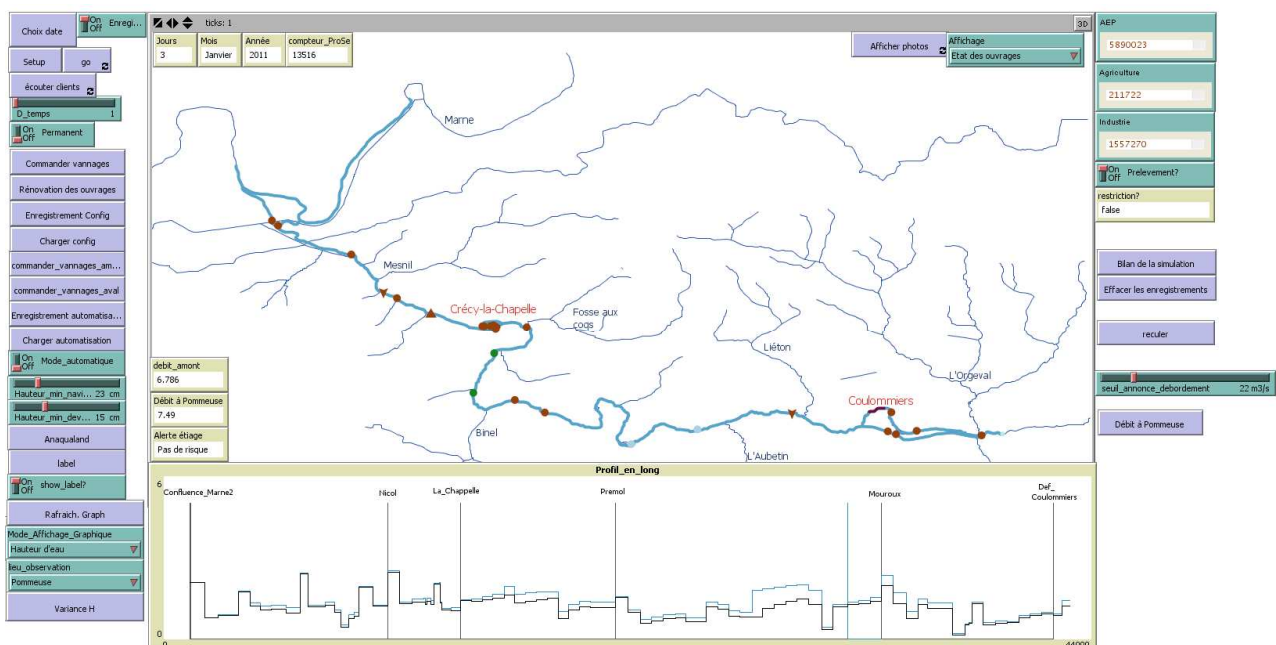 Choix date
On
Off
Enregi...
Setup
go
écouter clients
D_temps
1
On
Off
Permanent
Commander vannages
Rénovation des ouvrages
Enregistrement Config
Charger config
commander_vannages_am...
commander_vannages_aval
Enregistrement automatisa...
Charger automatisation
On
Off
Mode_automatique
Hauteur_min_navi... 23 cm
Hauteur_min_dev... 15 cm
Anaqualand
label
On
Off
show_label?
Rafraich. Graph
Mode_Affichage_Graphique
Hauteur d'eau
lieu_observation
Pommeuse
Variance H
ticks: 1
3D
Jours
3
Mois
Janvier
Année
2011
compteur_ProSe
13516
Afficher photos
Affichage
Etat des ouvrages
Marne
Mesnil
Crécy-la-Chapelle
Fosse aux
coqs
Liéton
L'Orgeval
Coulommiers
Binel
L'Aubetin
debit_amont
6.786
Débit à Pommeuse
7.49
Alerte étiage
Pas de risque
Profil_en_long
6
Confluence_Marne2
Nicol
La_Chappelle
Premol
Mouroux
Def_
Coulommiers
0
0
44000
AEP
5890023
Agriculture
211722
Industrie
1557270
On
Off
Prelevement?
restriction?
false
Bilan de la simulation
Effacer les enregistrements
reculer
seuil_annonce_debordement 22 m3/s
Débit à Pommeuse